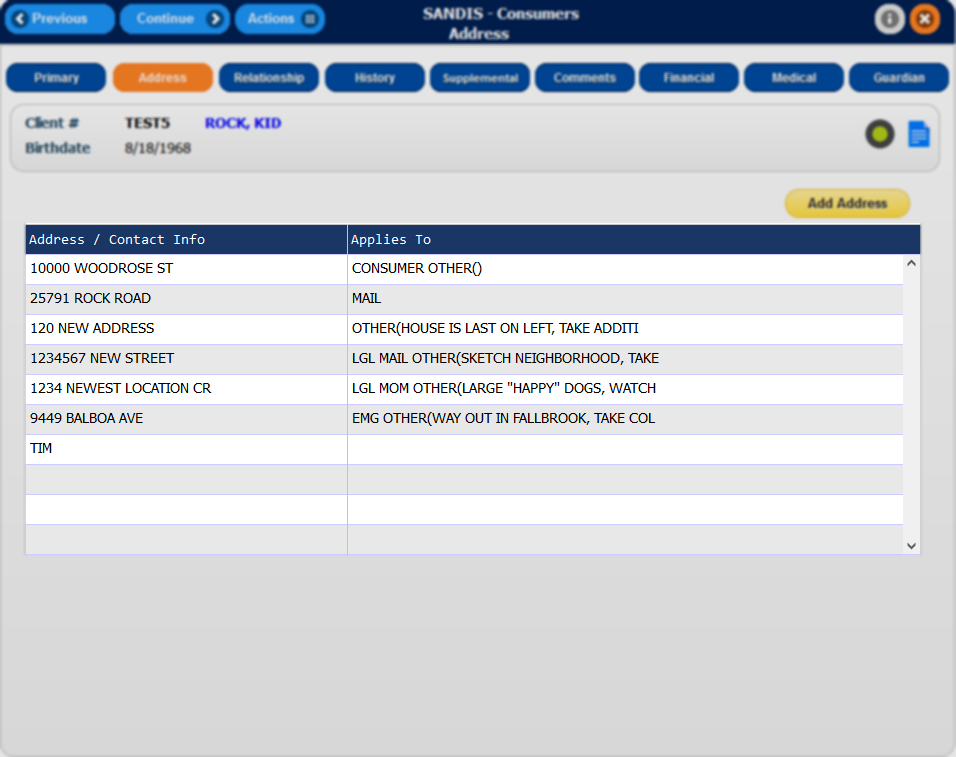 Previous Continue Actions
SANDIS - Consumers
Address
Primary Address Relationship History Supplemental Comments Financial Medical Guardian
Client # TEST5 ROCK, KID
Birthdate 8/18/1968
Add Address
Address / Contact Info Applies To
10000 WOODROSE ST CONSUMER OTHER()
25791 ROCK ROAD MAIL
120 NEW ADDRESS OTHER(HOUSE IS LAST ON LEFT, TAKE ADDITI
1234567 NEW STREET LGL MAIL OTHER(SKETCH NEIGHBORHOOD, TAKE
1234 NEWEST LOCATION CR LGL MOM OTHER(LARGE "HAPPY" DOGS, WATCH
9449 BALBOA AVE EMG OTHER(WAY OUT IN FALLBROOK, TAKE COL
TIM